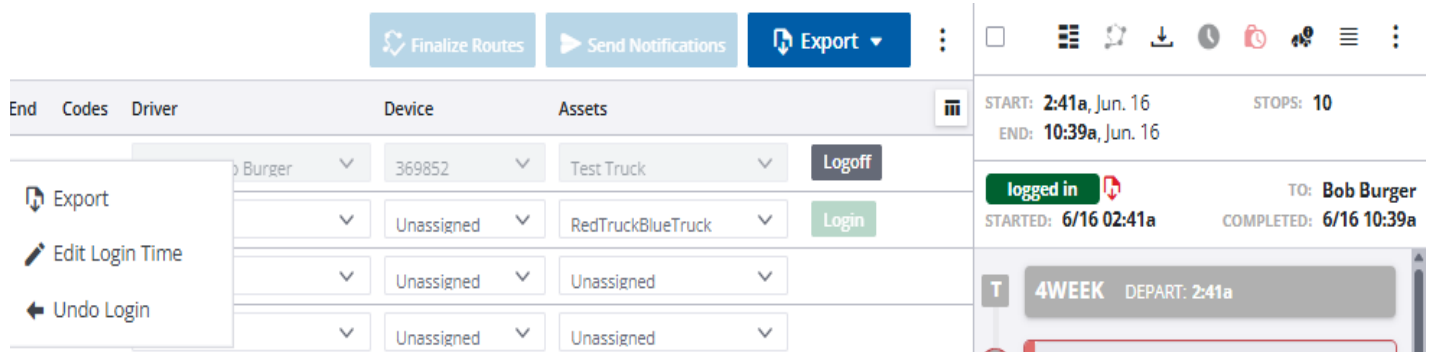 Finalize Routes Send Notifications Export
End Codes Driver Device Assets
Burger 369852 Test Truck Logoff
Unassigned RedTruckBlueTruck Login
Unassigned Unassigned
Unassigned Unassigned
Export
Edit Login Time
Undo Login
START: 2:41a, Jun. 16 STOPS: 10
END: 10:39a, Jun. 16
logged in TO: Bob Burger
STARTED: 6/16 02:41a COMPLETED: 6/16 10:39a
T 4WEEK DEPART: 2:41a